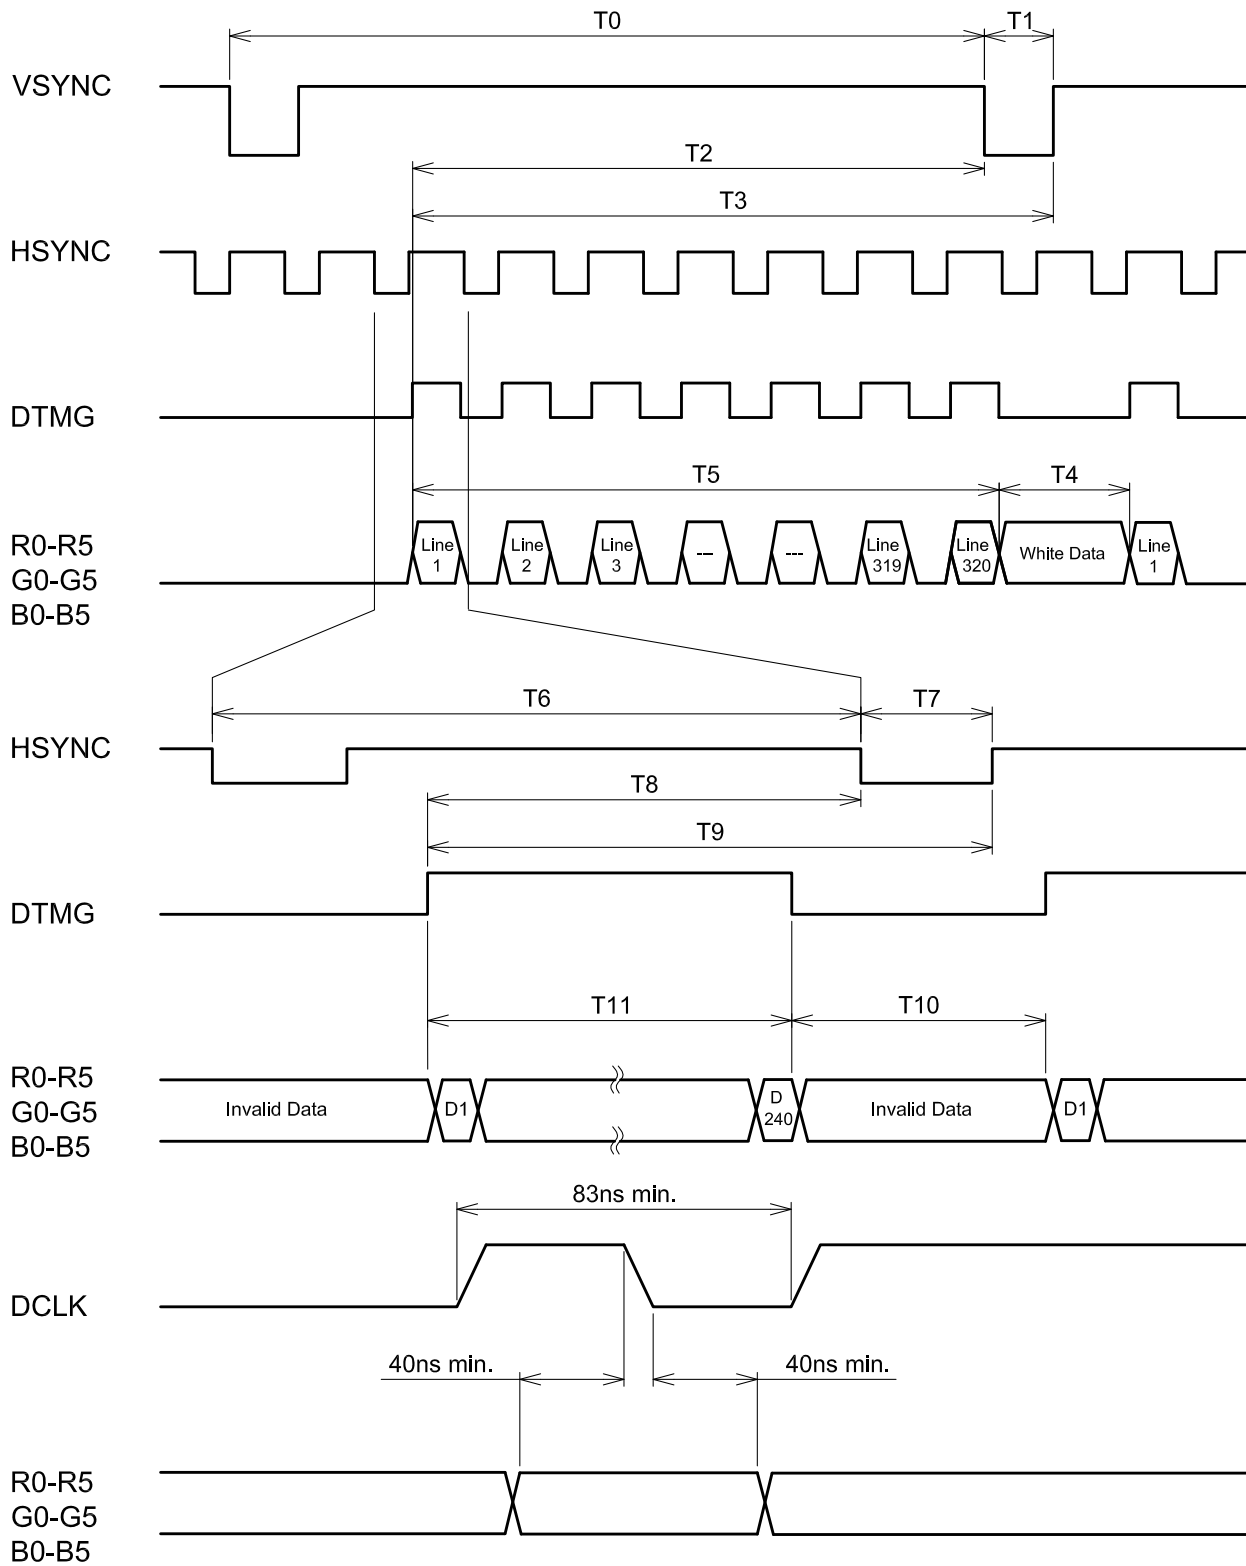 T0
T1
VSYNC
T2
T3
HSYNC
DTMG
T5
T4
R0-R5
G0-G5
B0-B5
Line
1
Line
2
Line
3
---
---
Line
319
Line
320
White Data
Line
1
T6
T7
HSYNC
T8
T9
DTMG
T11
T10
R0-R5
G0-G5
B0-B5
Invalid Data
D1
D
240
Invalid Data
D1
83ns min.
DCLK
40ns min.
40ns min.
R0-R5
G0-G5
B0-B5